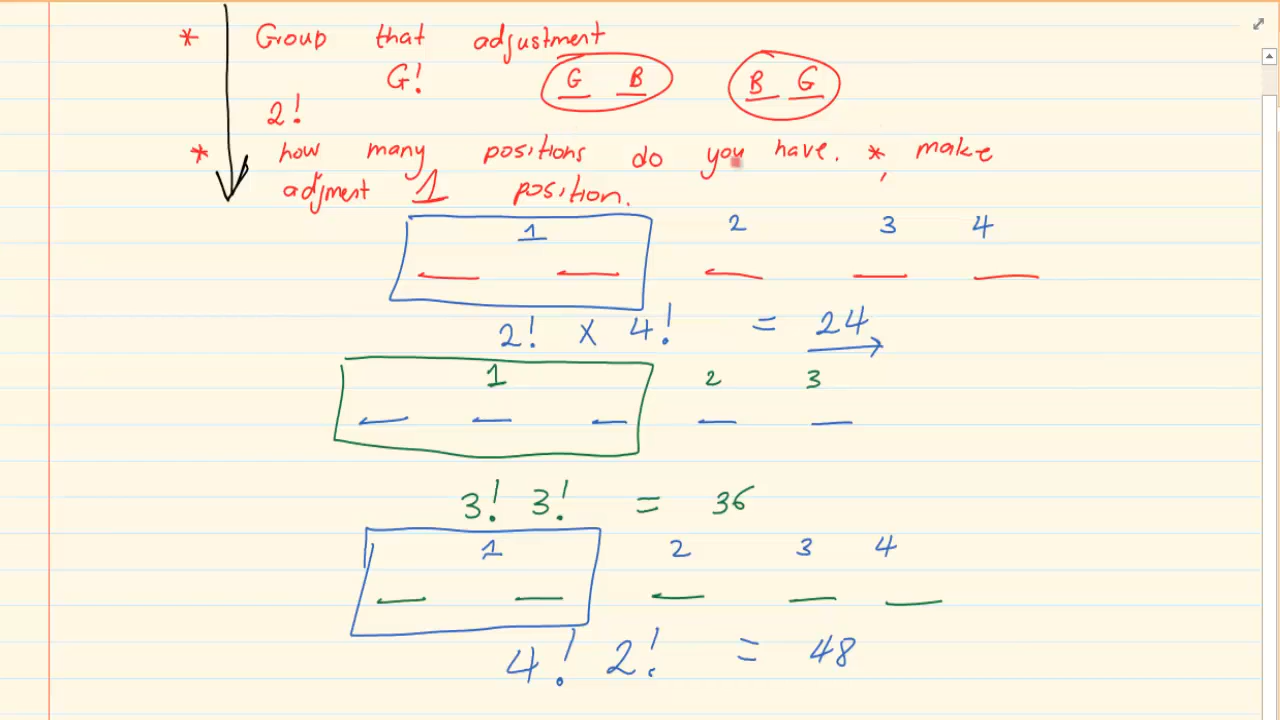 * Group that adjustment
G! G B B G
2!
* how many positions do you have. * make
adjment 1 position.
1 2 3 4
2! x 4! = 24
1 2 3
3! 3! = 36
1 2 3 4
4! 2! = 48